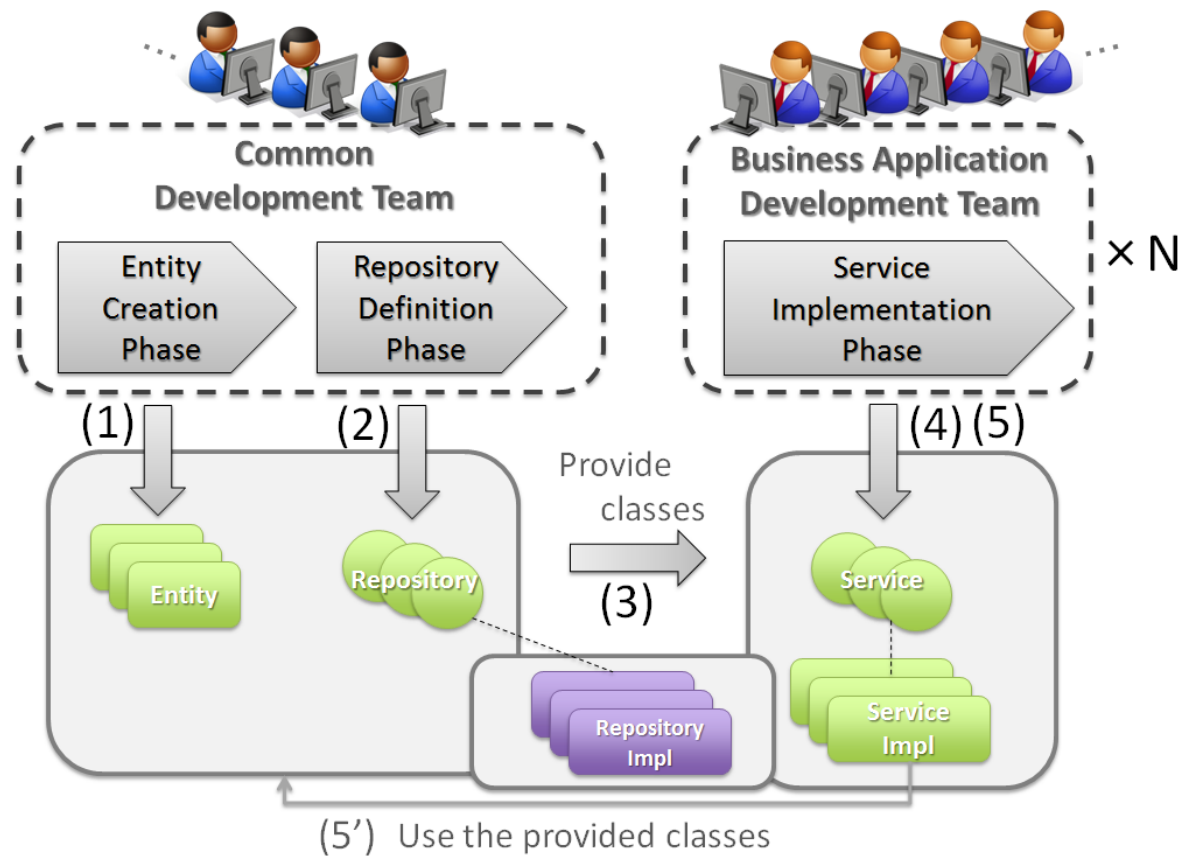 Common
Development Team
Business Application
Development Team
Entity
Creation
Phase
Repository
Definition
Phase
Service
Implementation
Phase
× N
(1)
(2)
(4) (5)
Provide
classes
(3)
Entity
Repository
Service
Repository
Impl
Service
Impl
(5’) Use the provided classes